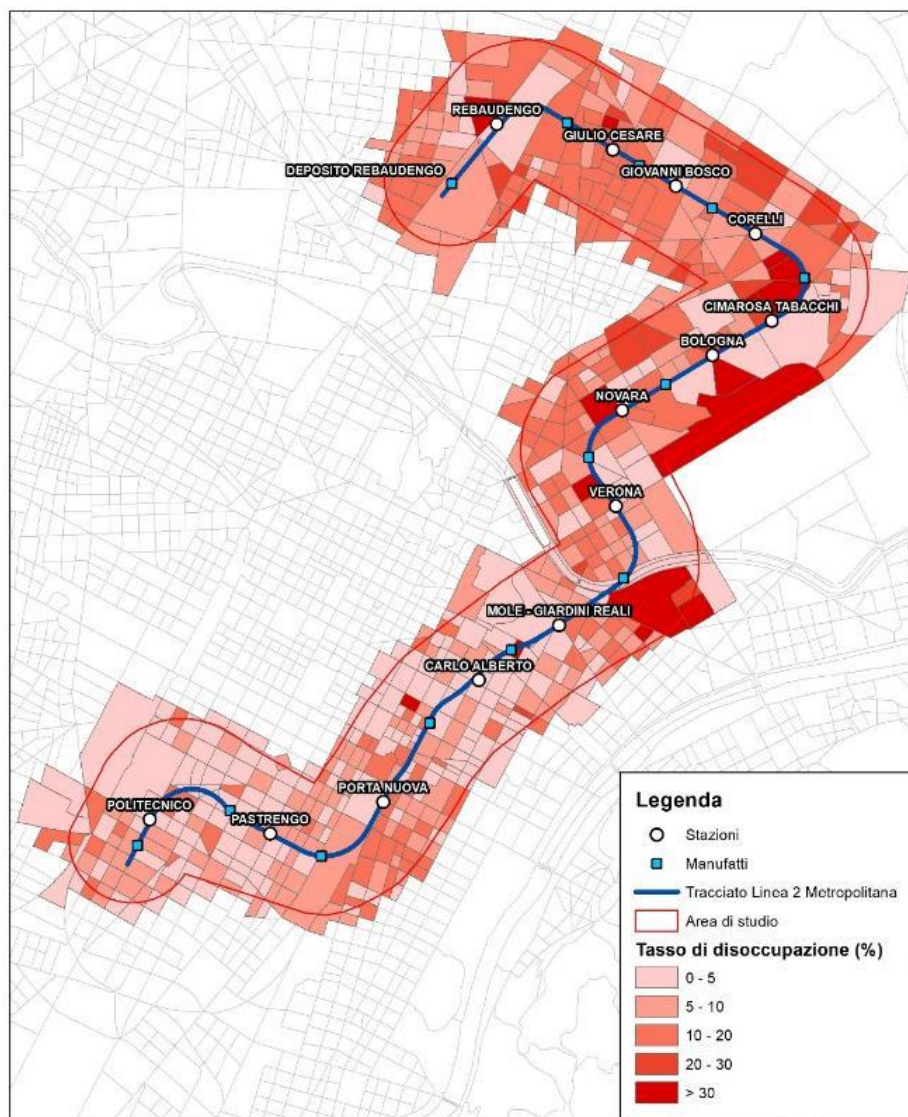 REBAUDENGO
GIULIO CESARE
DEPOSITO REBAUDENGO
GIOVANNI BOSCO
CORELLI
CIMAROSA TABACCHI
BOLOGNA
NOVARA
VERONA
MOLE - GIARDINI REALI
CARLO ALBERTO
PORTA NUOVA
POLITECNICO
PASTRENGO
Legenda
Stazioni
Manufatti
Tracciato Linea 2 Metropolitana
Area di studio
Tasso di disoccupazione (%)
0 - 5
5 - 10
10 - 20
20 - 30
> 30